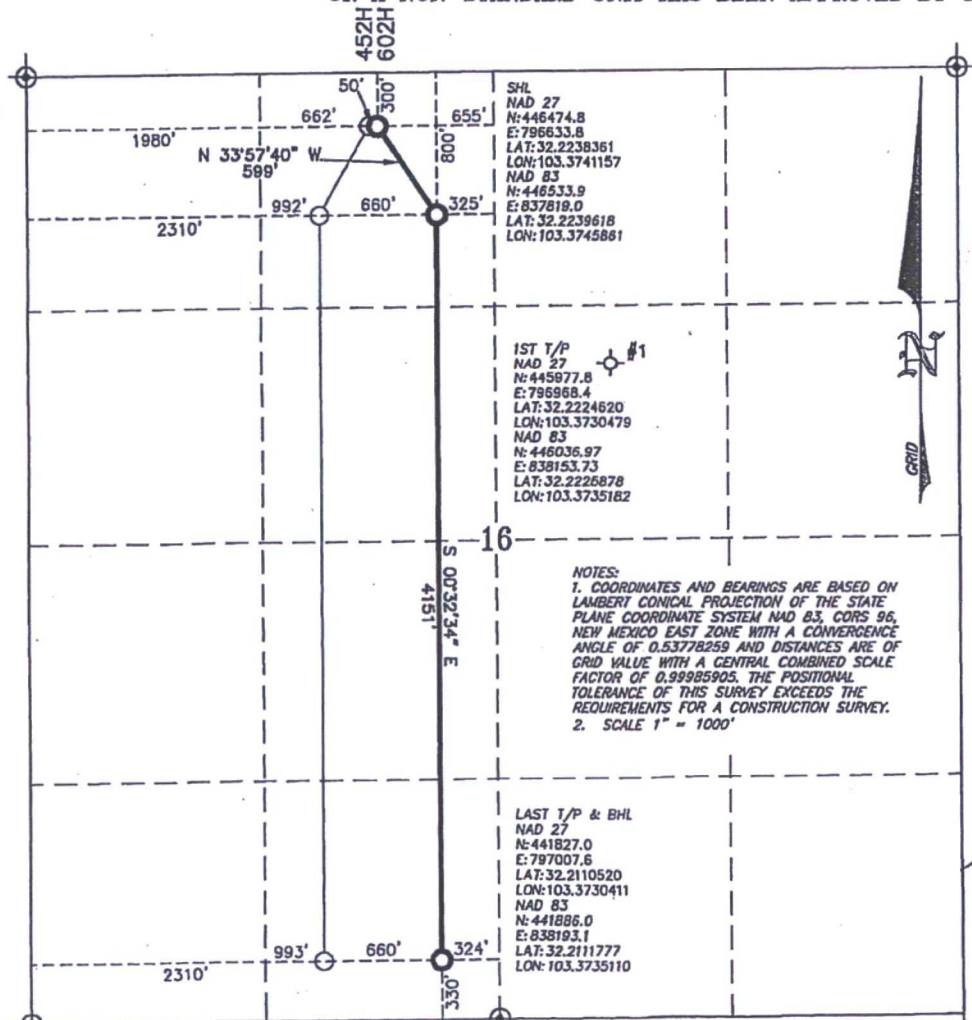 452H
602H
50'
300'
662'
655'
1980'
N 33°57'40" W
599'
800'
992'
660'
325'
2310'
SHL
NAD 27
N:446474.8
E:796633.8
LAT:32.2238361
LON:103.3741157
NAD 83
N:446533.9
E:837819.0
LAT:32.2239618
LON:103.3745861
1ST T/P
NAD 27
N:445977.8
E:796968.4
LAT:32.2224620
LON:103.3730479
NAD 83
N:446036.97
E:838153.73
LAT:32.2225878
LON:103.3735182
#1
GRID
16
S 00°32'34" E
4151'
NOTES:
1. COORDINATES AND BEARINGS ARE BASED ON
LAMBERT CONICAL PROJECTION OF THE STATE
PLANE COORDINATE SYSTEM NAD 83, CORS 96,
NEW MEXICO EAST ZONE WITH A CONVERGENCE
ANGLE OF 0.53778259 AND DISTANCES ARE OF
GRID VALUE WITH A CENTRAL COMBINED SCALE
FACTOR OF 0.99985905. THE POSITIONAL
TOLERANCE OF THIS SURVEY EXCEEDS THE
REQUIREMENTS FOR A CONSTRUCTION SURVEY.
2. SCALE 1" = 1000'
LAST T/P & BHL
NAD 27
N:441827.0
E:797007.6
LAT:32.2110520
LON:103.3730411
NAD 83
N:441886.0
E:838193.1
LAT:32.2111777
LON:103.3735110
993'
660'
324'
2310'
330'